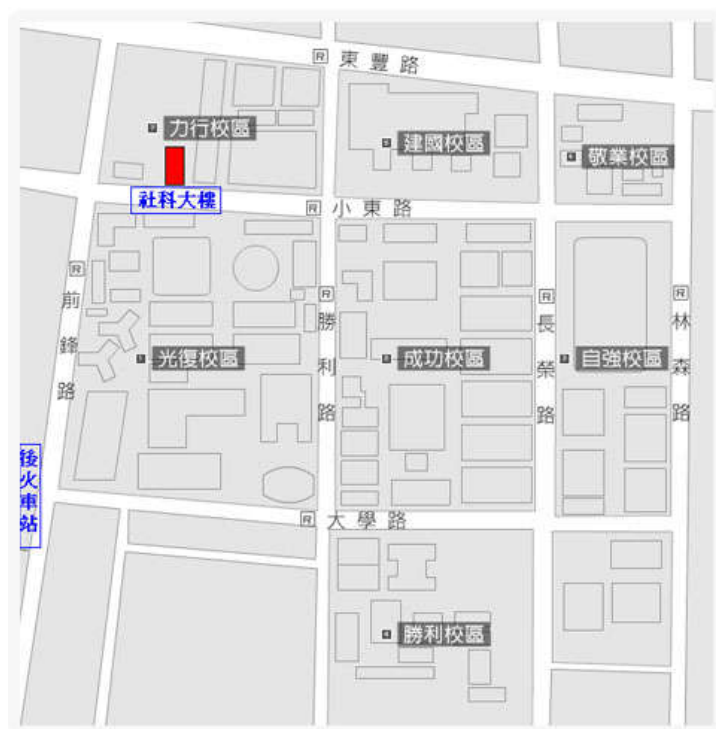 R 東豐路
力行校區
建國校區
敬業校區
社科大樓
R 小東路
R 前鋒路
R 勝利路
R 長榮路
R 林森路
光復校區
成功校區
自強校區
後火車站
R 大學路
勝利校區